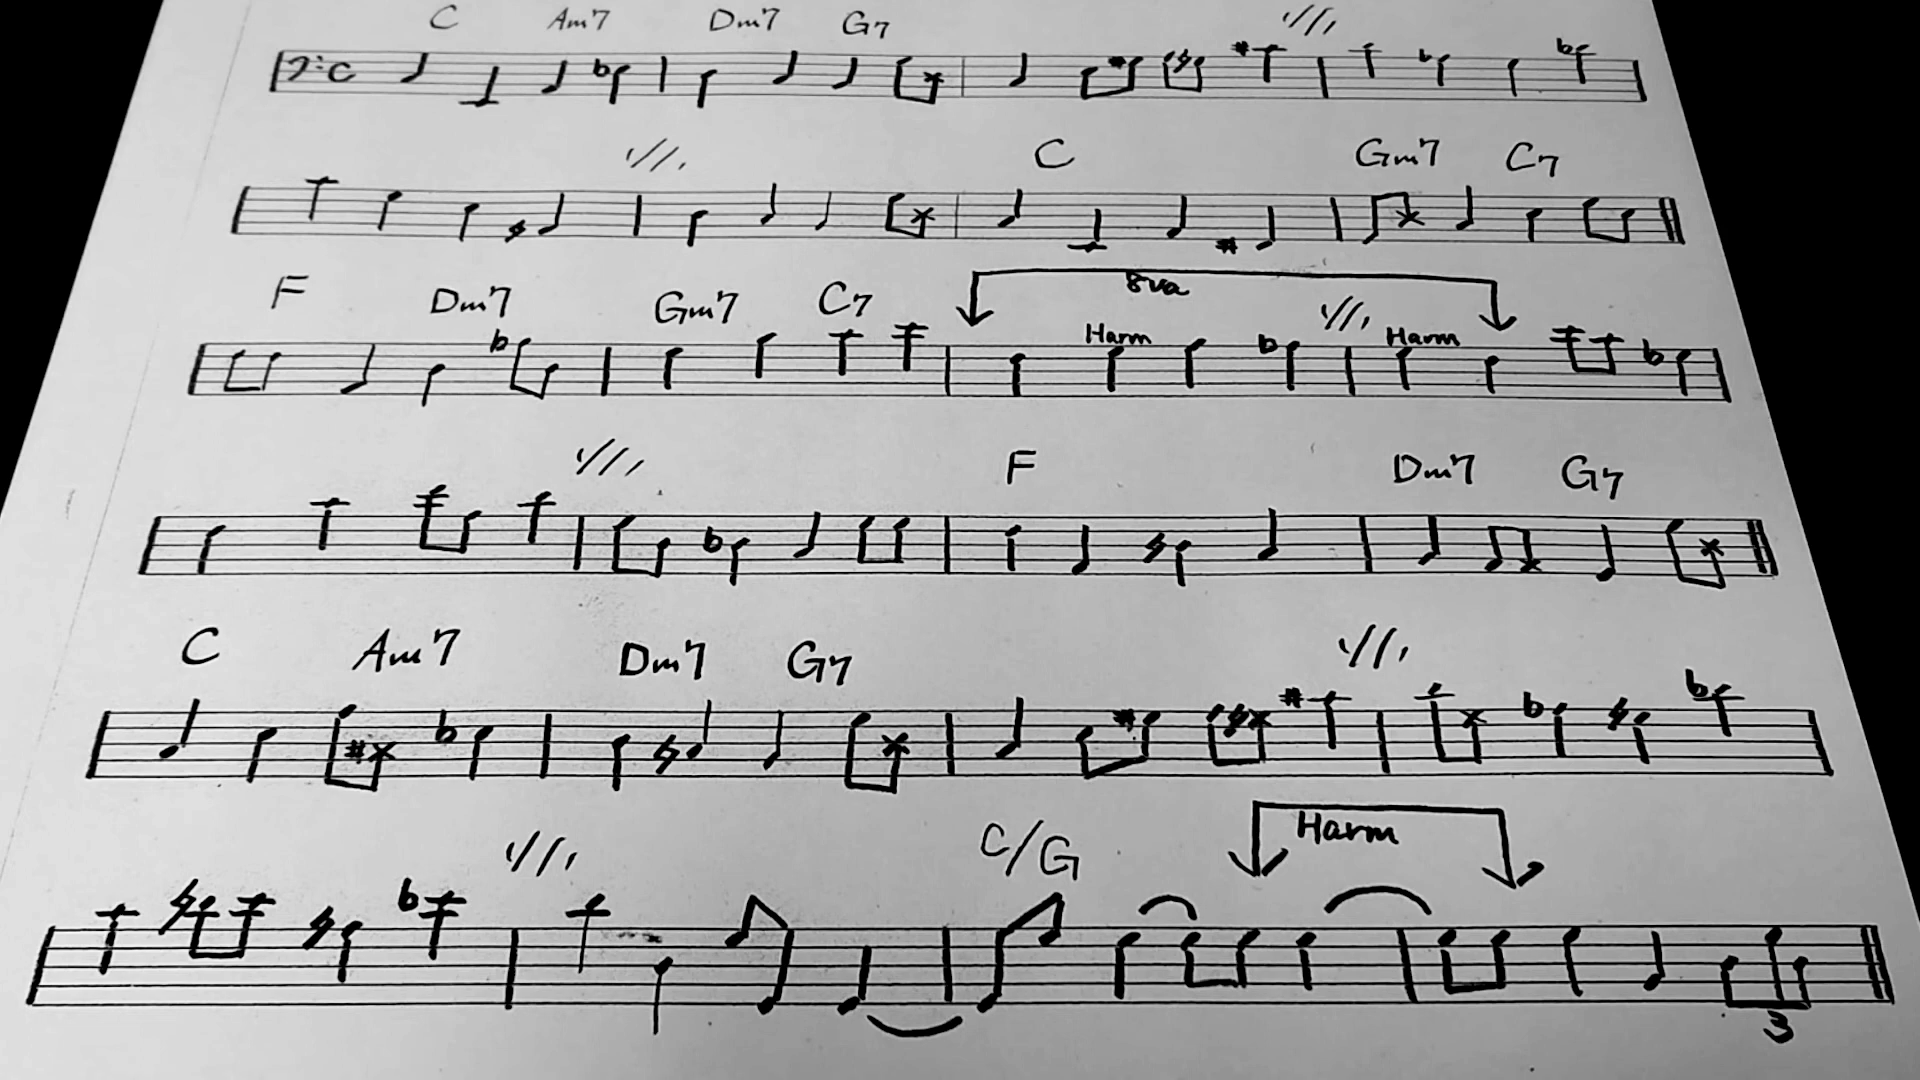 C Am7 Dm7 G7
C Gm7 C7
F Dm7 Gm7 C7
8va
Harm Harm
F Dm7 G7
C Am7 Dm7 G7
C/G Harm
3